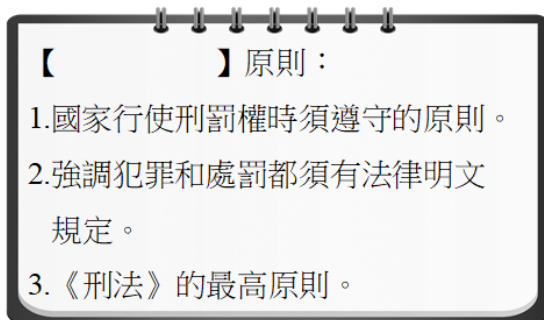 【 】原則：
1.國家行使刑罰權時須遵守的原則。
2.強調犯罪和處罰都須有法律明文
規定。
3.《刑法》的最高原則。